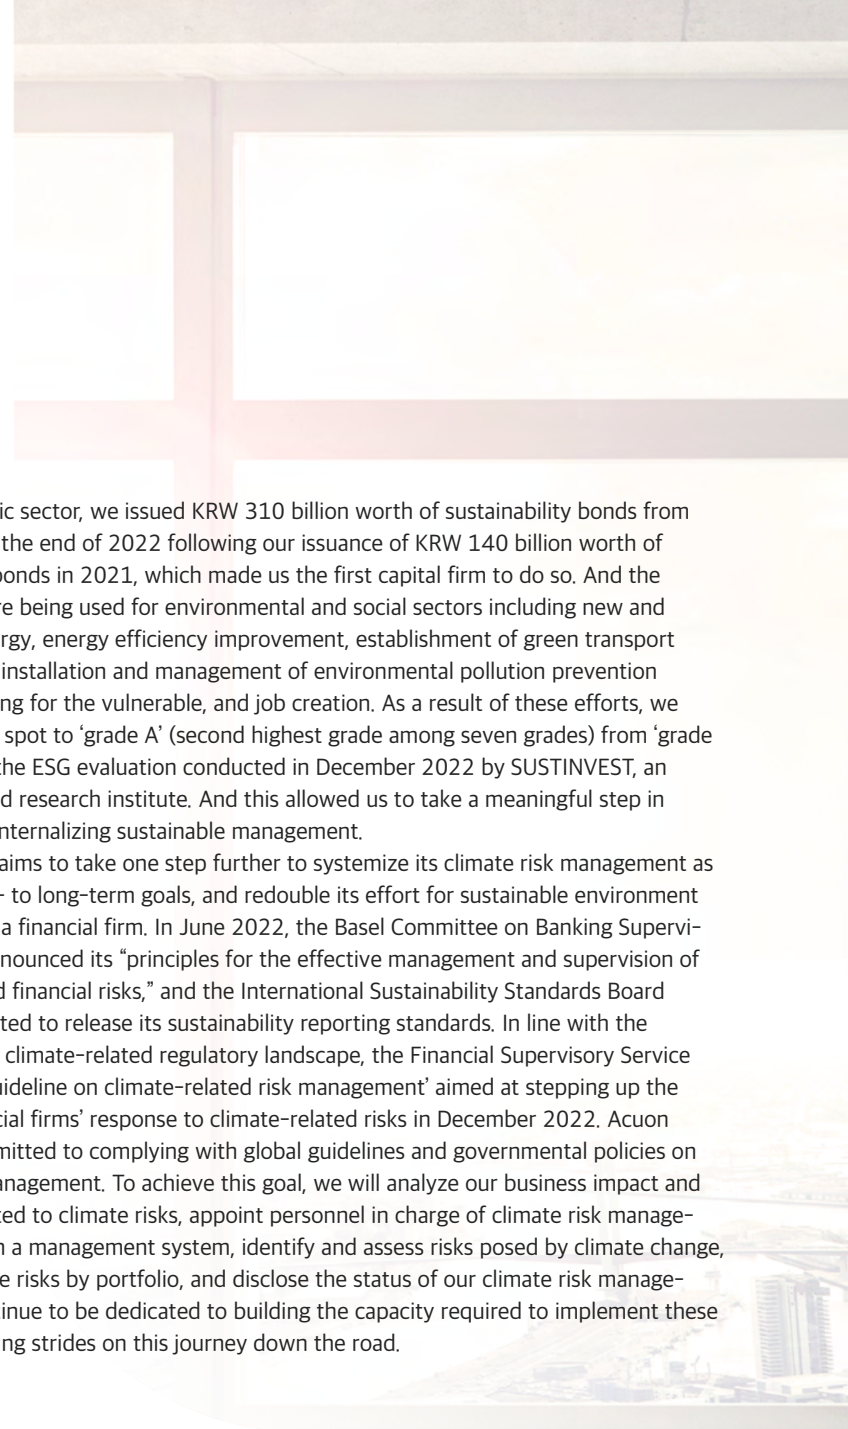 ic sector, we issued KRW 310 billion worth of sustainability bonds from
the end of 2022 following our issuance of KRW 140 billion worth of
onds in 2021, which made us the first capital firm to do so. And the
re being used for environmental and social sectors including new and
rgy, energy efficiency improvement, establishment of green transport
installation and management of environmental pollution prevention
ng for the vulnerable, and job creation. As a result of these efforts, we
spot to ‘grade A’ (second highest grade among seven grades) from ‘grade
the ESG evaluation conducted in December 2022 by SUSTINVEST, an
d research institute. And this allowed us to take a meaningful step in
nternalizing sustainable management.
aims to take one step further to systemize its climate risk management as
- to long-term goals, and redouble its effort for sustainable environment
a financial firm. In June 2022, the Basel Committee on Banking Supervi-
nounced its “principles for the effective management and supervision of
d financial risks,” and the International Sustainability Standards Board
ted to release its sustainability reporting standards. In line with the
climate-related regulatory landscape, the Financial Supervisory Service
uideline on climate-related risk management’ aimed at stepping up the
cial firms’ response to climate-related risks in December 2022. Acuon
mitted to complying with global guidelines and governmental policies on
anagement. To achieve this goal, we will analyze our business impact and
ted to climate risks, appoint personnel in charge of climate risk manage-
a management system, identify and assess risks posed by climate change,
e risks by portfolio, and disclose the status of our climate risk manage-
tinue to be dedicated to building the capacity required to implement these
ng strides on this journey down the road.